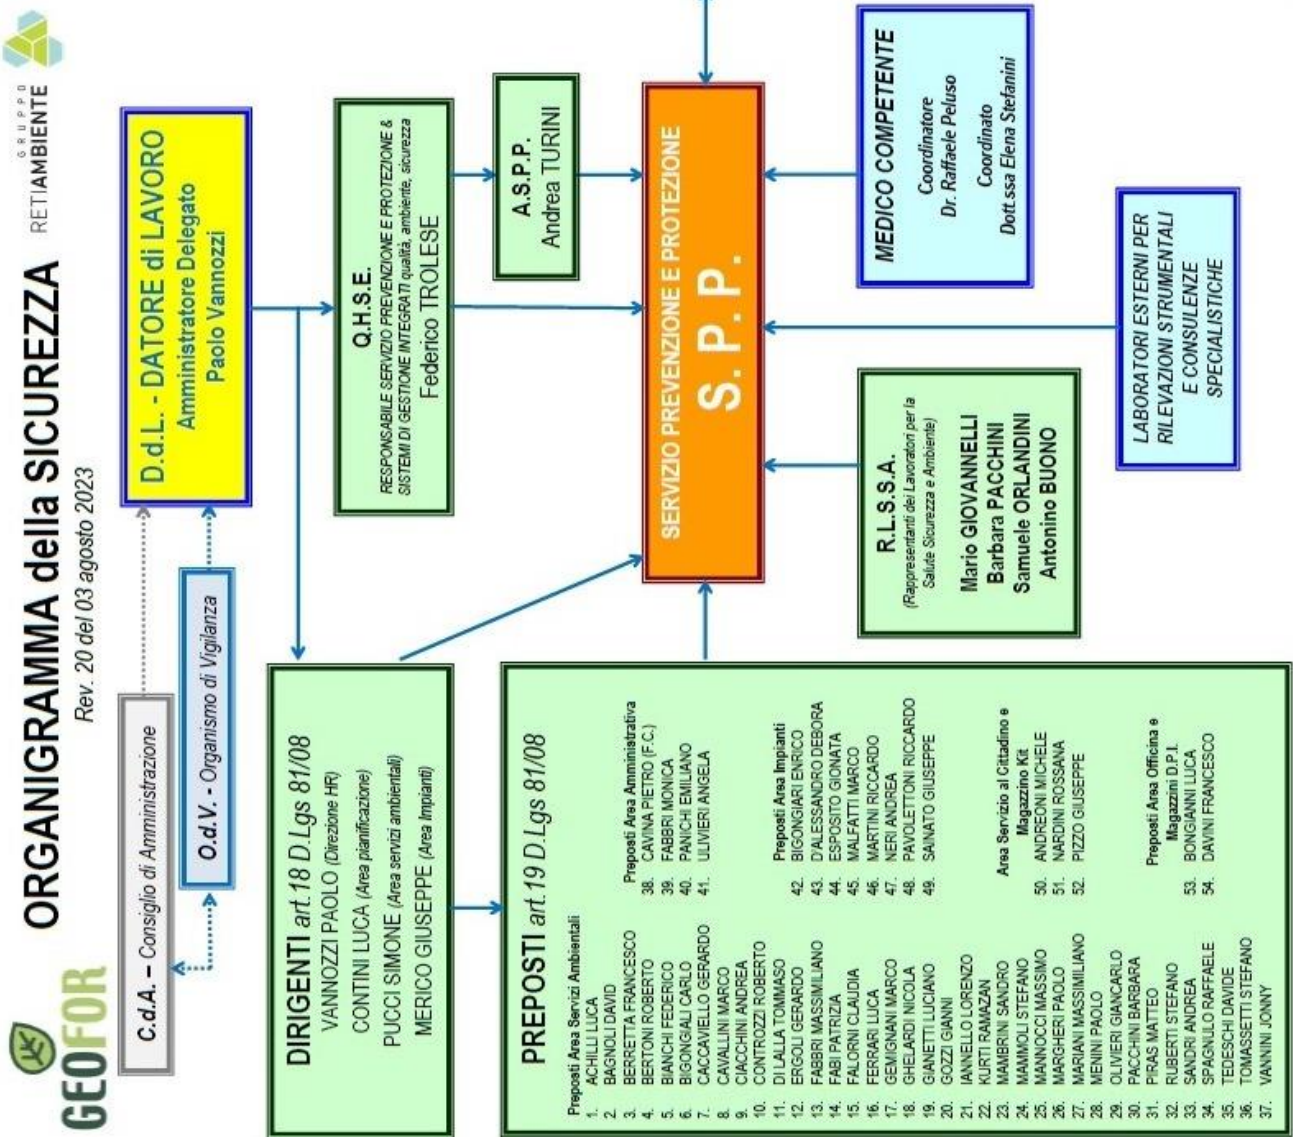 GEOFOR
ORGANIGRAMMA della SICUREZZA
Rev. 20 del 03 agosto 2023
GRUPPO
RETIAMBIENTE
C.d.A. – Consiglio di Amministrazione
O.d.V. - Organismo di Vigilanza
D.d.L. - DATORE di LAVORO
Amministratore Delegato
Paolo Vannozzi
DIRIGENTI art.18 D.Lgs 81/08
VANNOZZI PAOLO (Direzione HR)
CONTINI LUCA (Area pianificazione)
PUCCI SIMONE (Area servizi ambientali)
MERICO GIUSEPPE (Area Impianti)
Q.H.S.E.
RESPONSABILE SERVIZIO PREVENZIONE E PROTEZIONE &
SISTEMI DI GESTIONE INTEGRATI qualità, ambiente, sicurezza
Federico TROLESE
A.S.P.P.
Andrea TURINI
PREPOSTI art.19 D.Lgs 81/08
Preposti Area Servizi Ambientali
1. ACHILLI LUCA
2. BAGNOLI DAVID
3. BERRETTA FRANCESCO
4. BERTONI ROBERTO
5. BIANCHI FEDERICO
6. BIGONGIALI CARLO
7. CACCAVIELLO GERARDO
8. CAVALLINI MARCO
9. CIACCHINI ANDREA
10. CONTROZZI ROBERTO
11. DI LALLA TOMMASO
12. ERGOLI GERARDO
13. FABBRI MASSIMILIANO
14. FABI PATRIZIA
15. FALORNI CLAUDIA
16. FERRARI LUCA
17. GEMIGNANI MARCO
18. GHELARDI NICOLA
19. GIANETTI LUCIANO
20. GOZZI GIANNI
21. IANNELLO LORENZO
22. KURTI RAMAZAN
23. MAMBRINI SANDRO
24. MAMMOLI STEFANO
25. MANNOCCI MASSIMO
26. MARGHERI PAOLO
27. MARIANI MASSIMILIANO
28. MENINI PAOLO
29. OLIVIERI GIANCARLO
30. PACCHINI BARBARA
31. PIRAS MATTEO
32. RUBERTI STEFANO
33. SANDRI ANDREA
34. SPAGNULO RAFFAELE
35. TEDESCHI DAVIDE
36. TOMASSETTI STEFANO
37. VANNINI JONNY
Preposti Area Amministrativa
38. CAVINA PIETRO (F.C.)
39. FABBRI MONICA
40. PANICHI EMILIANO
41. ULIVIERI ANGELA
Preposti Area Impianti
42. BIGONGIARI ENRICO
43. D'ALESSANDRO DEBORA
44. ESPOSITO GIONATA
45. MALFATTI MARCO
46. MARTINI RICCARDO
47. NERI ANDREA
48. PAVOLETTONI RICCARDO
49. SAINATO GIUSEPPE
Area Servizio al Cittadino e
Magazzino Kit
50. ANDREONI MICHELE
51. NARDINI ROSSANA
52. PIZZO GIUSEPPE
Preposti Area Officina e
Magazzini D.P.I.
53. BONGIANNI LUCA
54. DAVINI FRANCESCO
SERVIZIO PREVENZIONE E PROTEZIONE
S. P. P.
R.L.S.S.A.
(Rappresentanti dei Lavoratori per la
Salute Sicurezza e Ambiente)
Mario GIOVANNELLI
Barbara PACCHINI
Samuele ORLANDINI
Antonino BUONO
MEDICO COMPETENTE
Coordinatore
Dr. Raffaele Peluso
Coordinato
Dott.ssa Elena Stefanini
LABORATORI ESTERNI PER
RILEVAZIONI STRUMENTALI
E CONSULENZE
SPECIALISTICHE